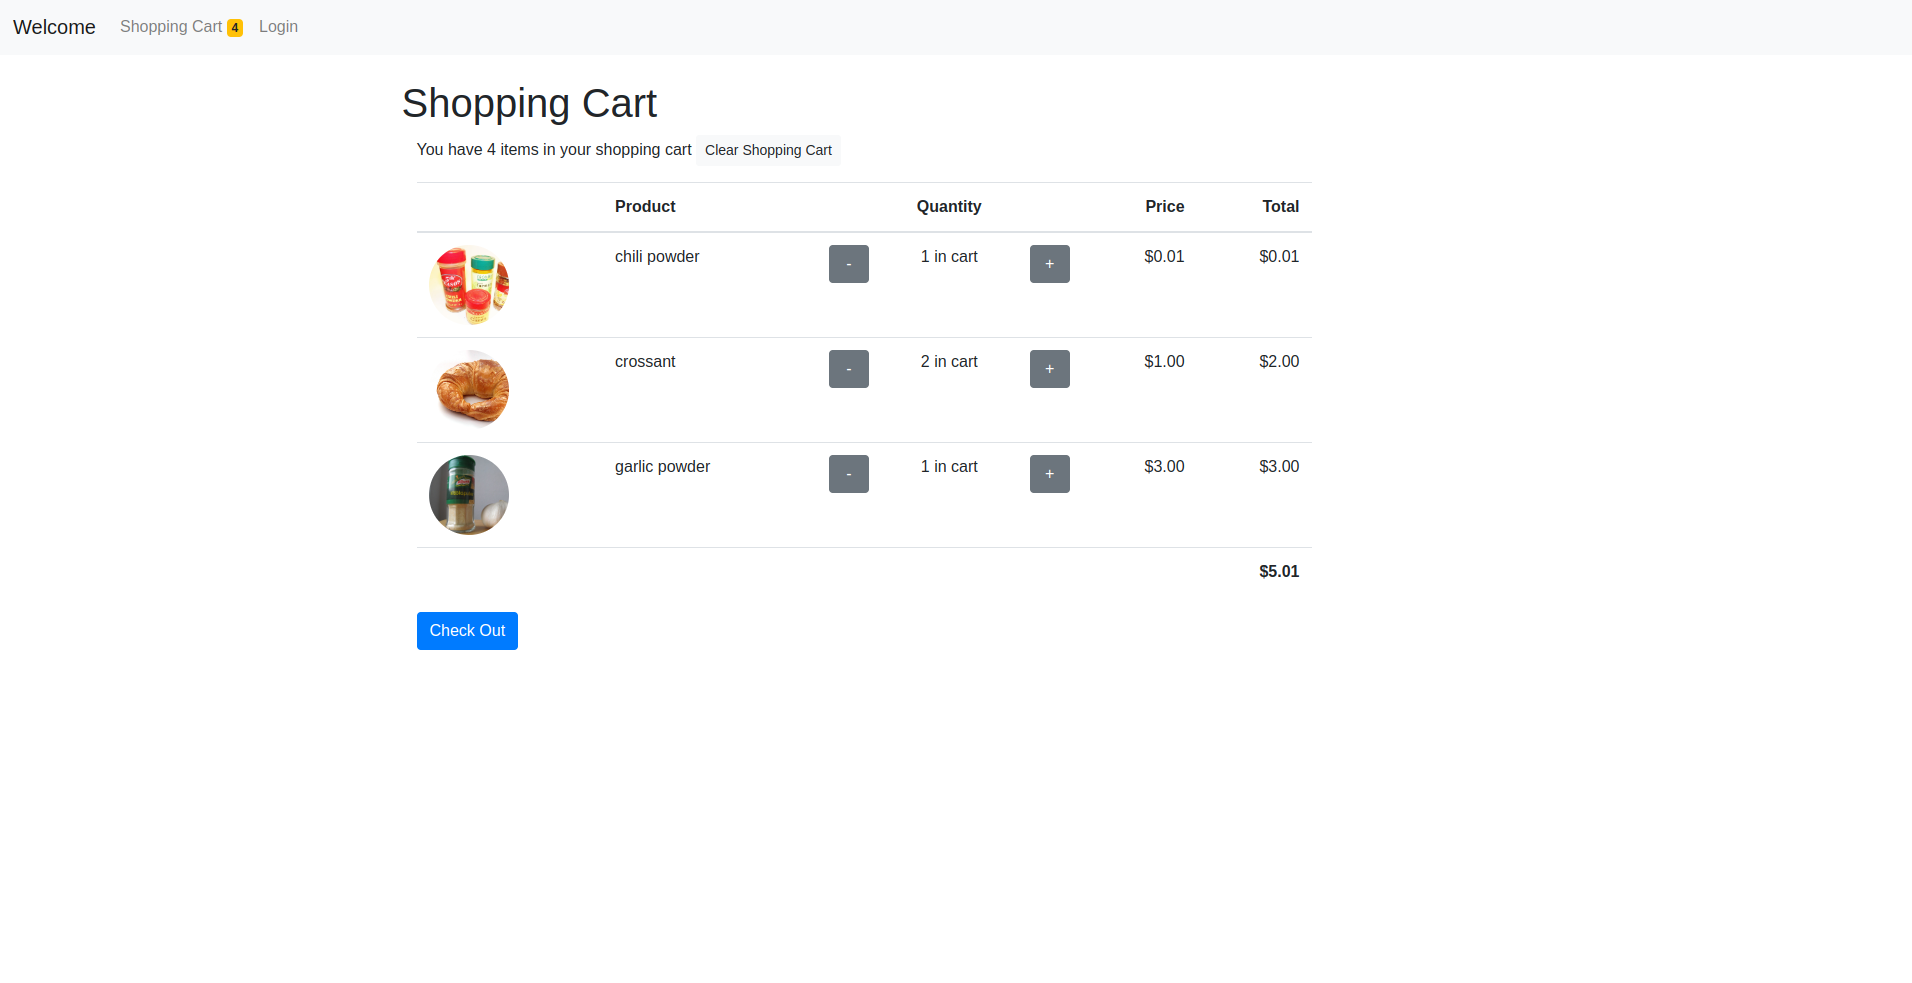 Welcome Shopping Cart 4 Login
Shopping Cart
You have 4 items in your shopping cart Clear Shopping Cart
Product Quantity Price Total
chili powder - 1 in cart + $0.01 $0.01
crossant - 2 in cart + $1.00 $2.00
garlic powder - 1 in cart + $3.00 $3.00
$5.01
Check Out